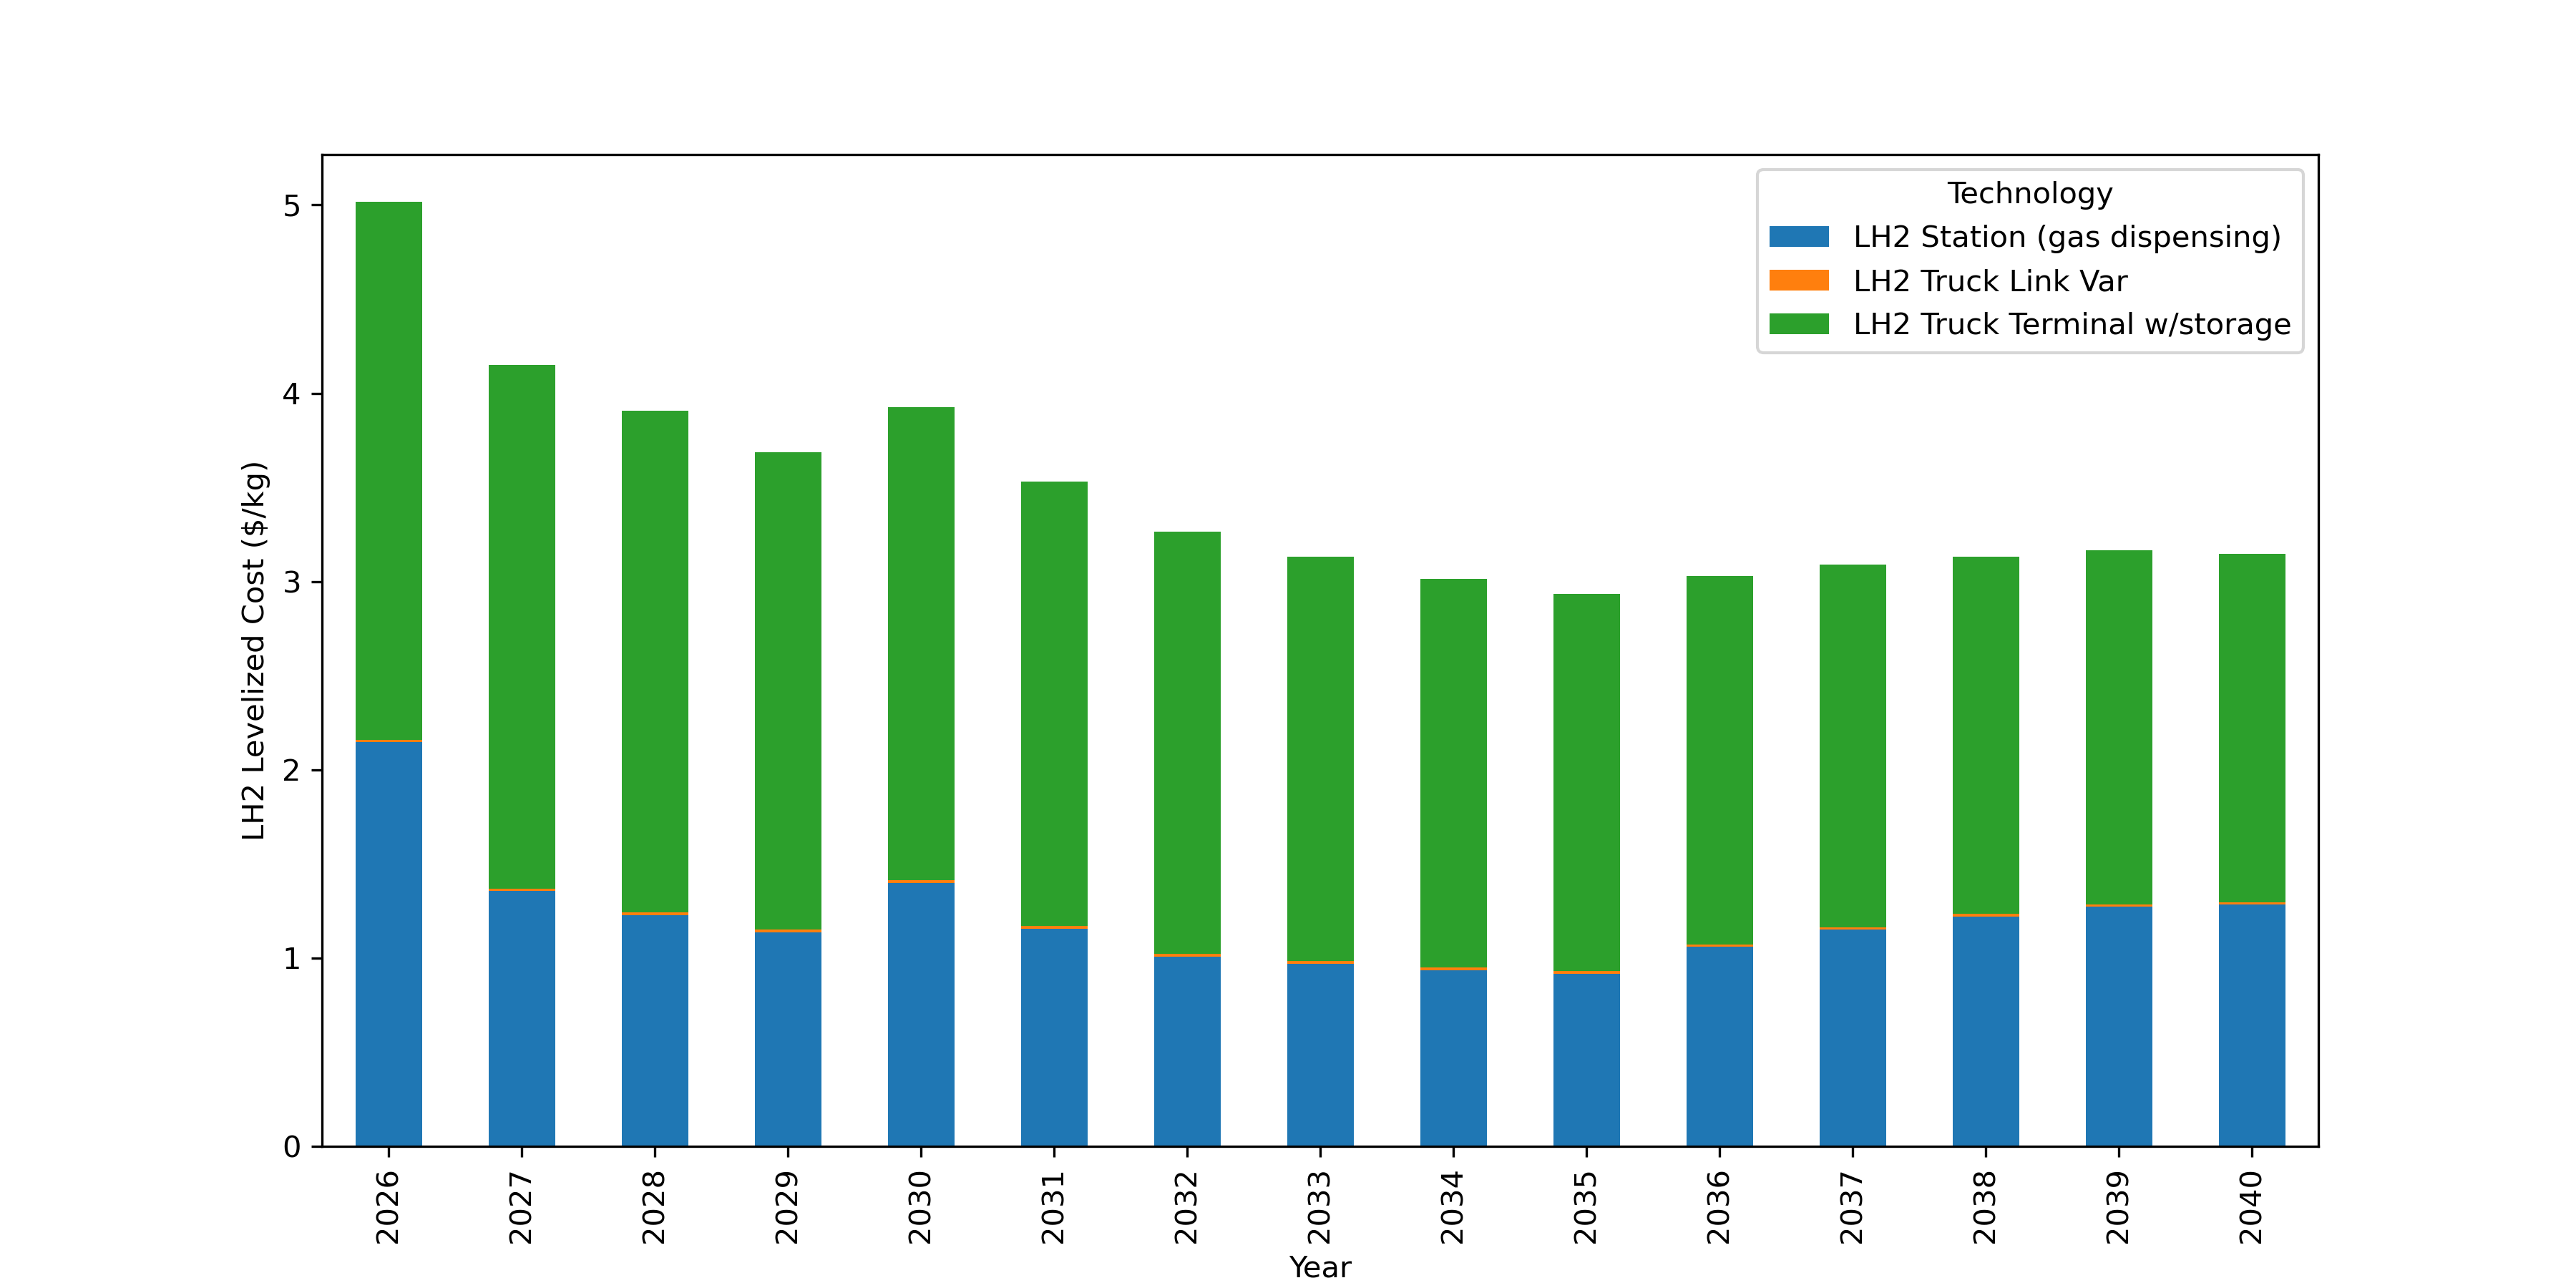 Technology
LH2 Station (gas dispensing)
LH2 Truck Link Var
LH2 Truck Terminal w/storage
LH2 Levelized Cost ($/kg)
5
4
3
2
1
0
2026 2027 2028 2029 2030 2031 2032 2033 2034 2035 2036 2037 2038 2039 2040
Year